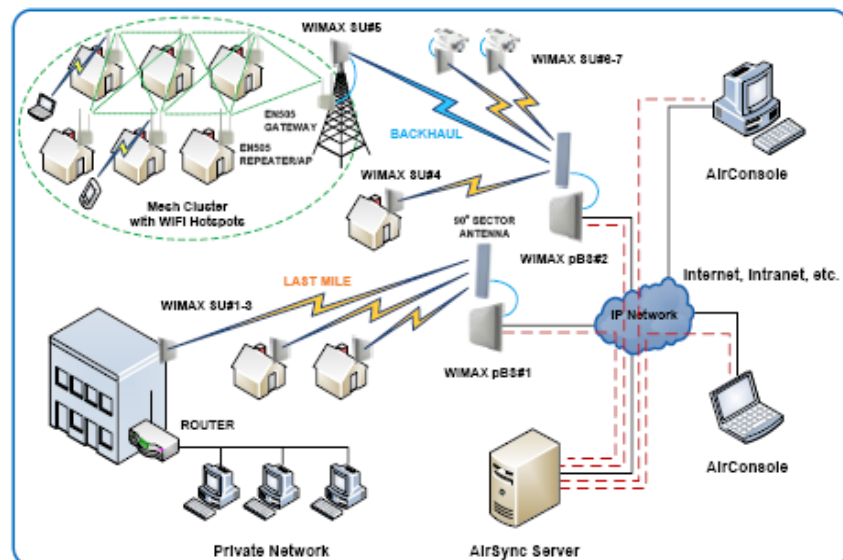 WIMAX SU#5
WIMAX SU#6-7
EN505
GATEWAY
BACKHAUL
EN505
REPEATER/AP
AirConsole
Mech Cluster
with WIFI Hotspots
WIMAX SU#4
90° SECTOR
ANTENNA
WIMAX pBS#2
Internet, Intranet, etc.
LAST MILE
WIMAX SU#1-3
IP Network
WIMAX pBS#1
ROUTER
AirConsole
Private Network
AirSync Server